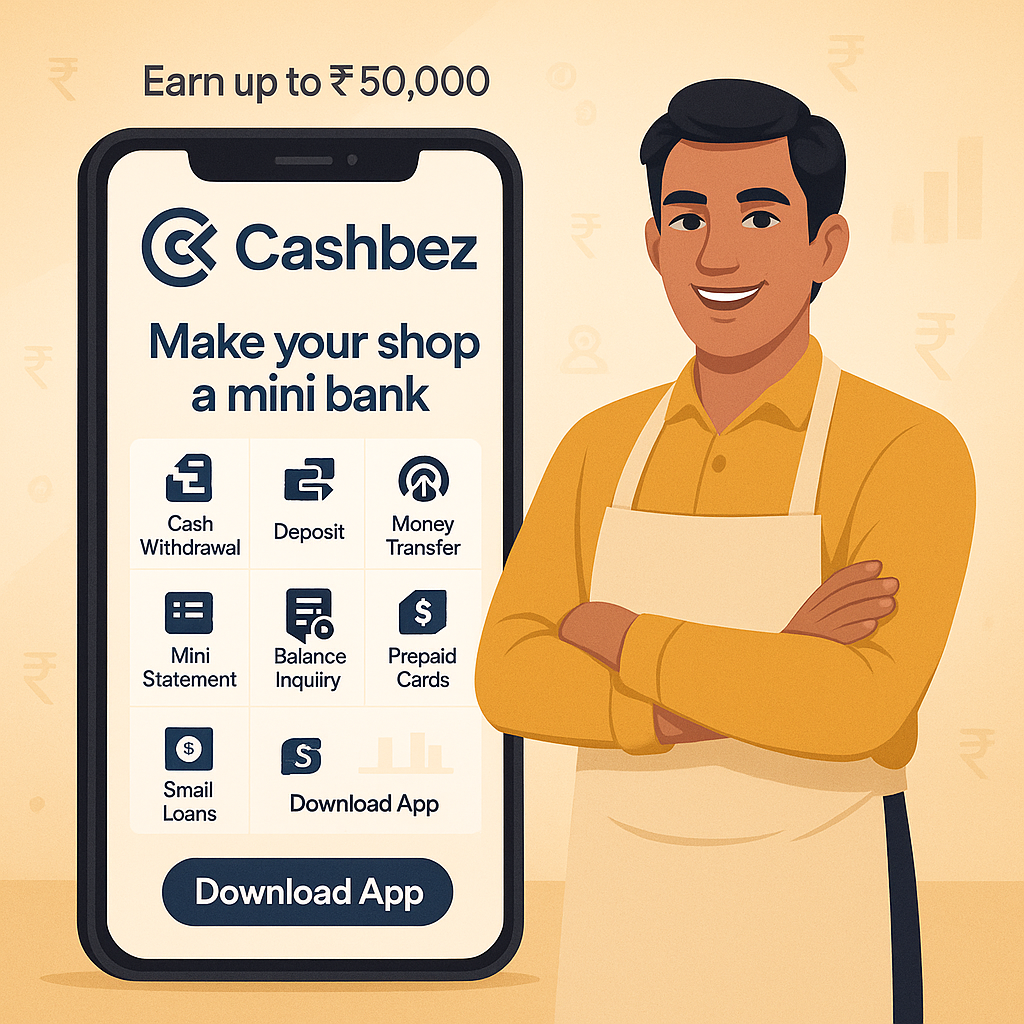 Earn up to ₹ 50,000
Cashbez
Make your shop
a mini bank
Cash
Withdrawal
Deposit
Money
Transfer
Mini
Statement
Balance
Inquiiry
Prepaid
Cards
Smail
Loans
Download App
Download App